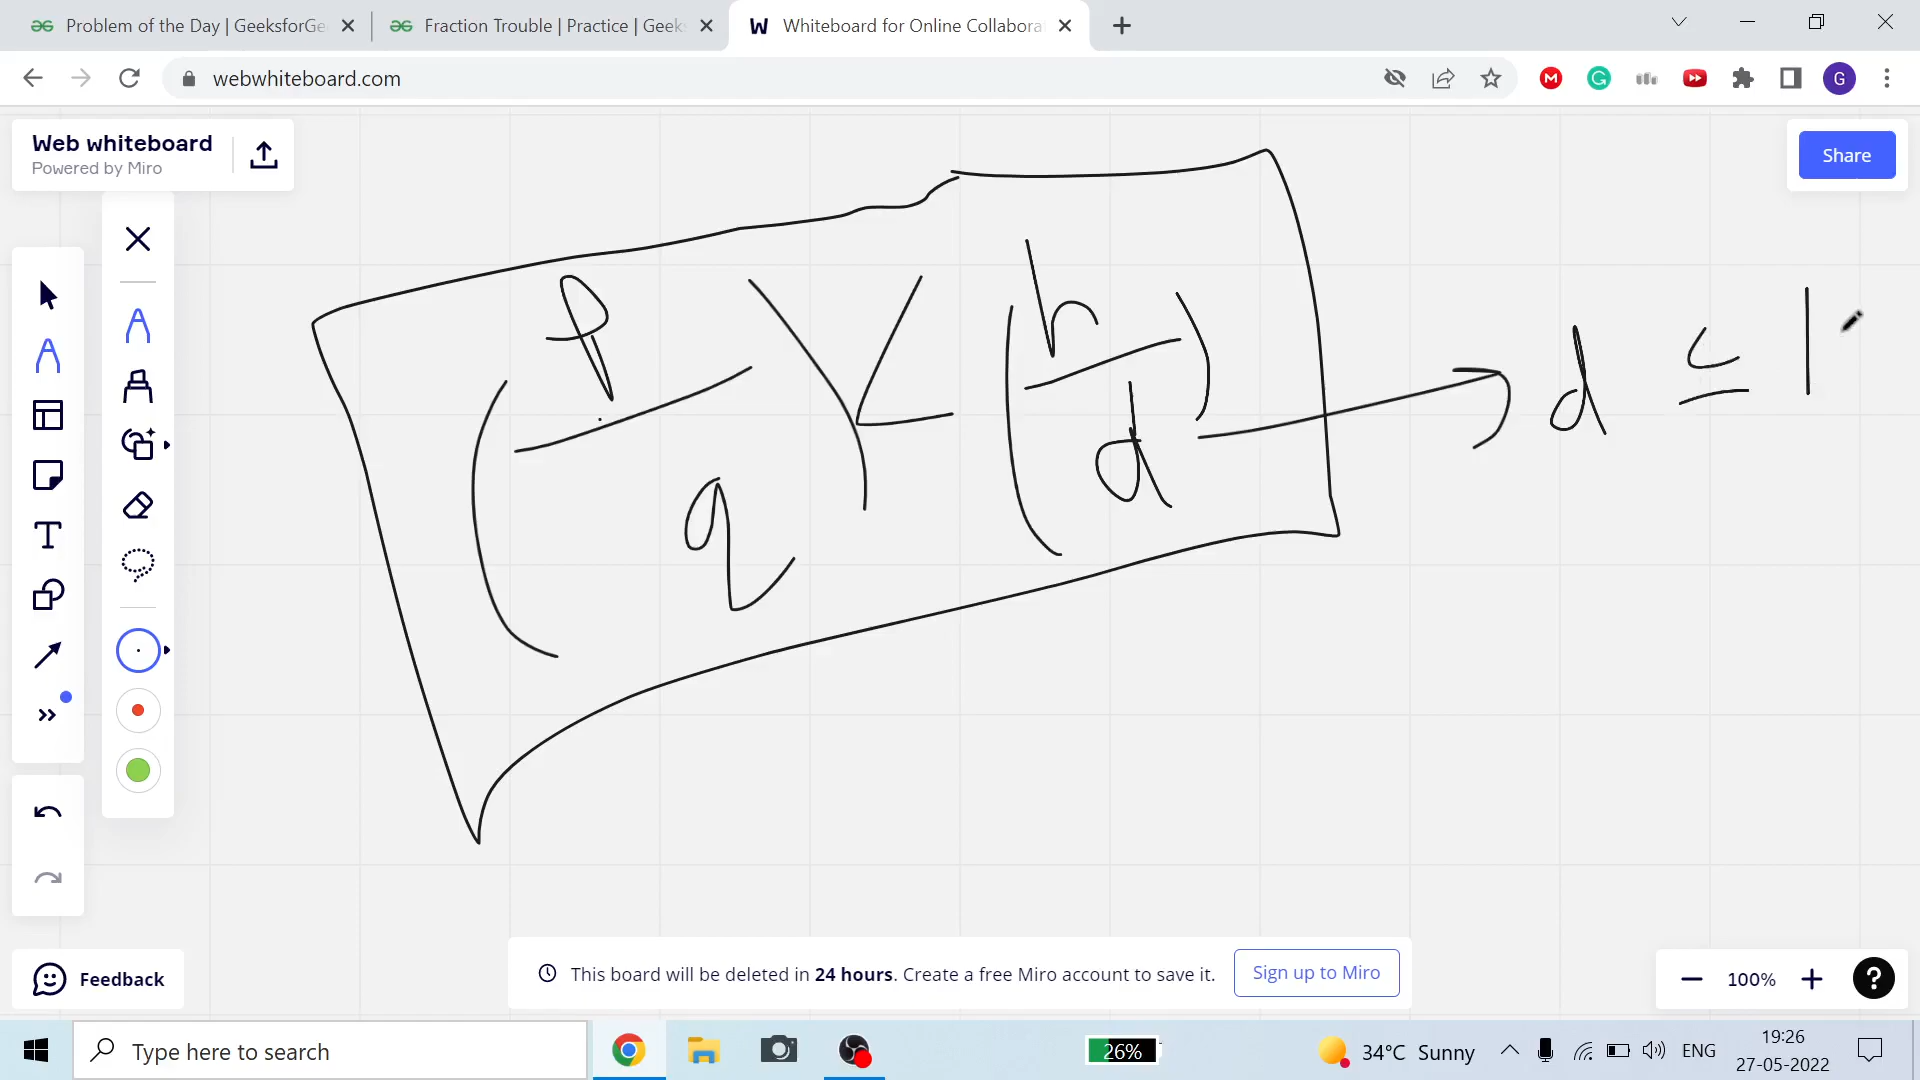 Problem of the Day | GeeksforGe
Fraction Trouble | Practice | Geeks
Whiteboard for Online Collabora
webwhiteboard.com
G
Web whiteboard
Powered by Miro
Share
(p/q) < (n/d) → d ≤ 1
T
Feedback
This board will be deleted in 24 hours. Create a free Miro account to save it.
Sign up to Miro
100%
?
Type here to search
26%
34°C Sunny
ENG
19:26
27-05-2022